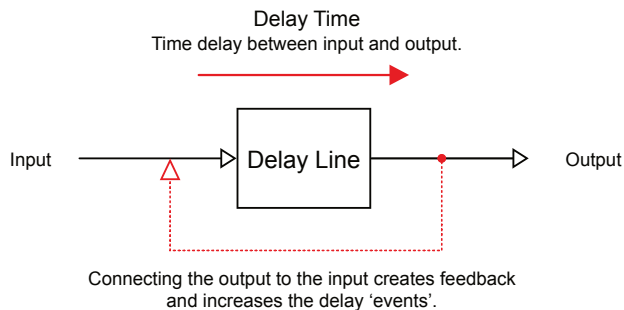 Delay Time
Time delay between input and output.
Input
Delay Line
Output
Connecting the output to the input creates feedback
and increases the delay ‘events’.